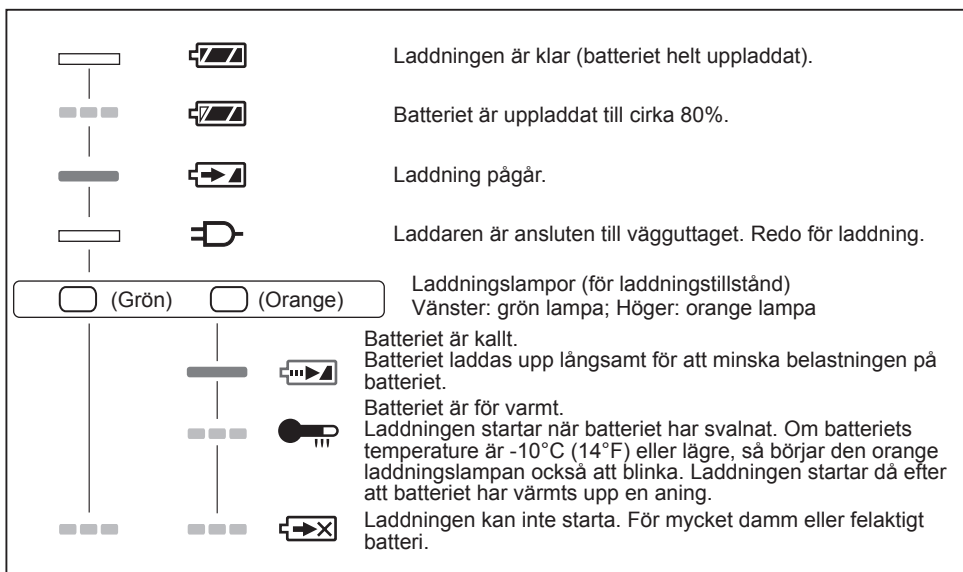 Laddningen är klar (batteriet helt uppladdat).
Batteriet är uppladdat till cirka 80%.
Laddning pågår.
Laddaren är ansluten till vägguttaget. Redo för laddning.
(Grön) (Orange)
Laddningslampor (för laddningstillstånd)
Vänster: grön lampa; Höger: orange lampa
Batteriet är kallt.
Batteriet laddas upp långsamt för att minska belastningen på
batteriet.
Batteriet är för varmt.
Laddningen startar när batteriet har svalnat. Om batteriets
temperature är -10°C (14°F) eller lägre, så börjar den orange
laddningslampan också att blinka. Laddningen startar då efter
att batteriet har värmts upp en aning.
Laddningen kan inte starta. För mycket damm eller felaktigt
batteri.